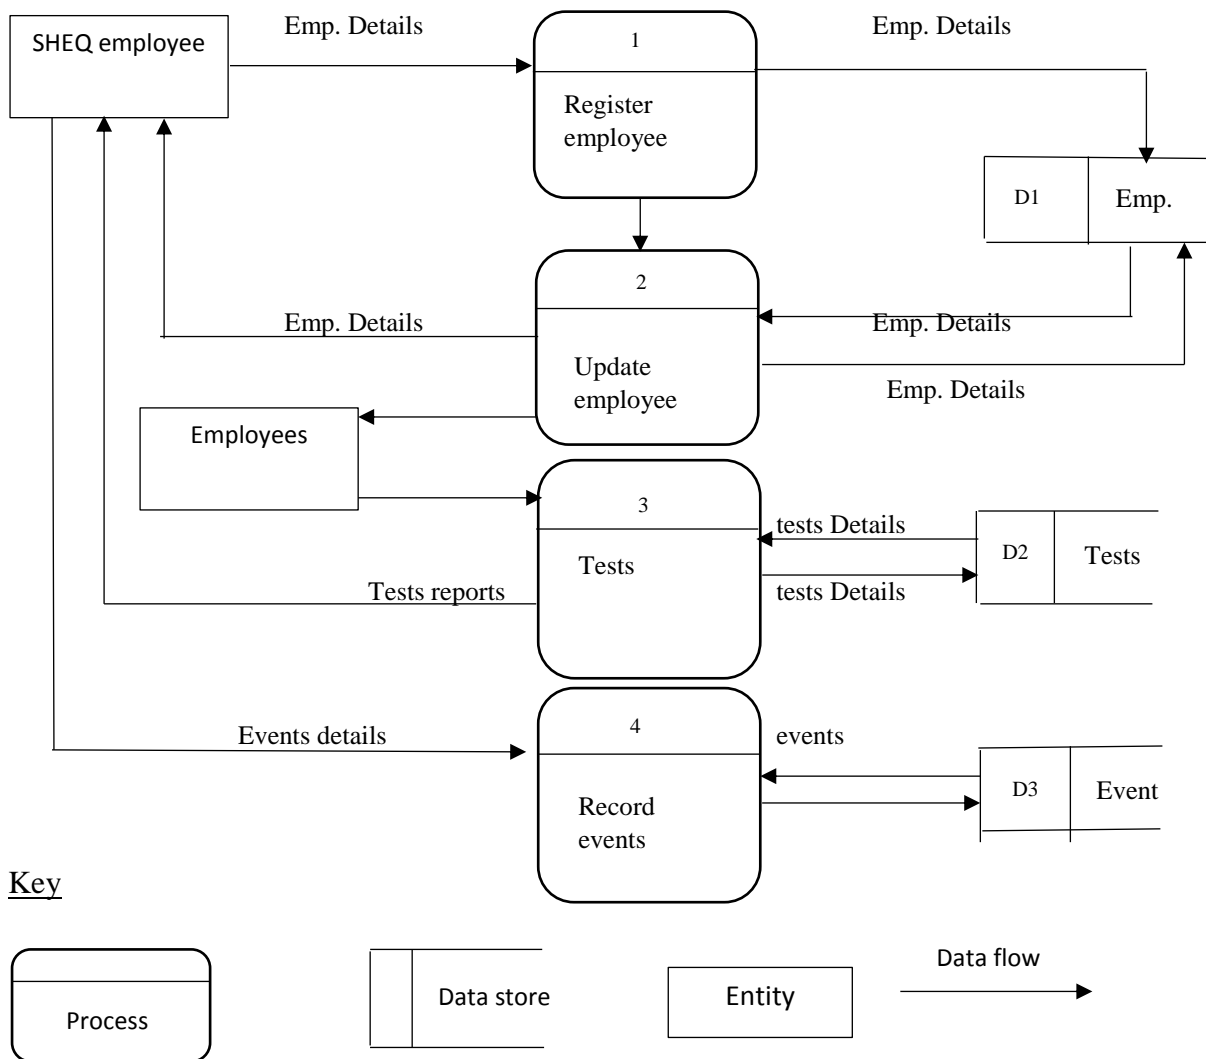 Emp. Details
1
Emp. Details
SHEQ employee
Register
employee
D1
Emp.
2
Emp. Details
Emp. Details
Update
employee
Emp. Details
Employees
3
tests Details
D2
Tests
Tests
Tests reports
tests Details
4
Events details
events
Record
events
D3
Event
Key
Process
Data store
Entity
Data flow